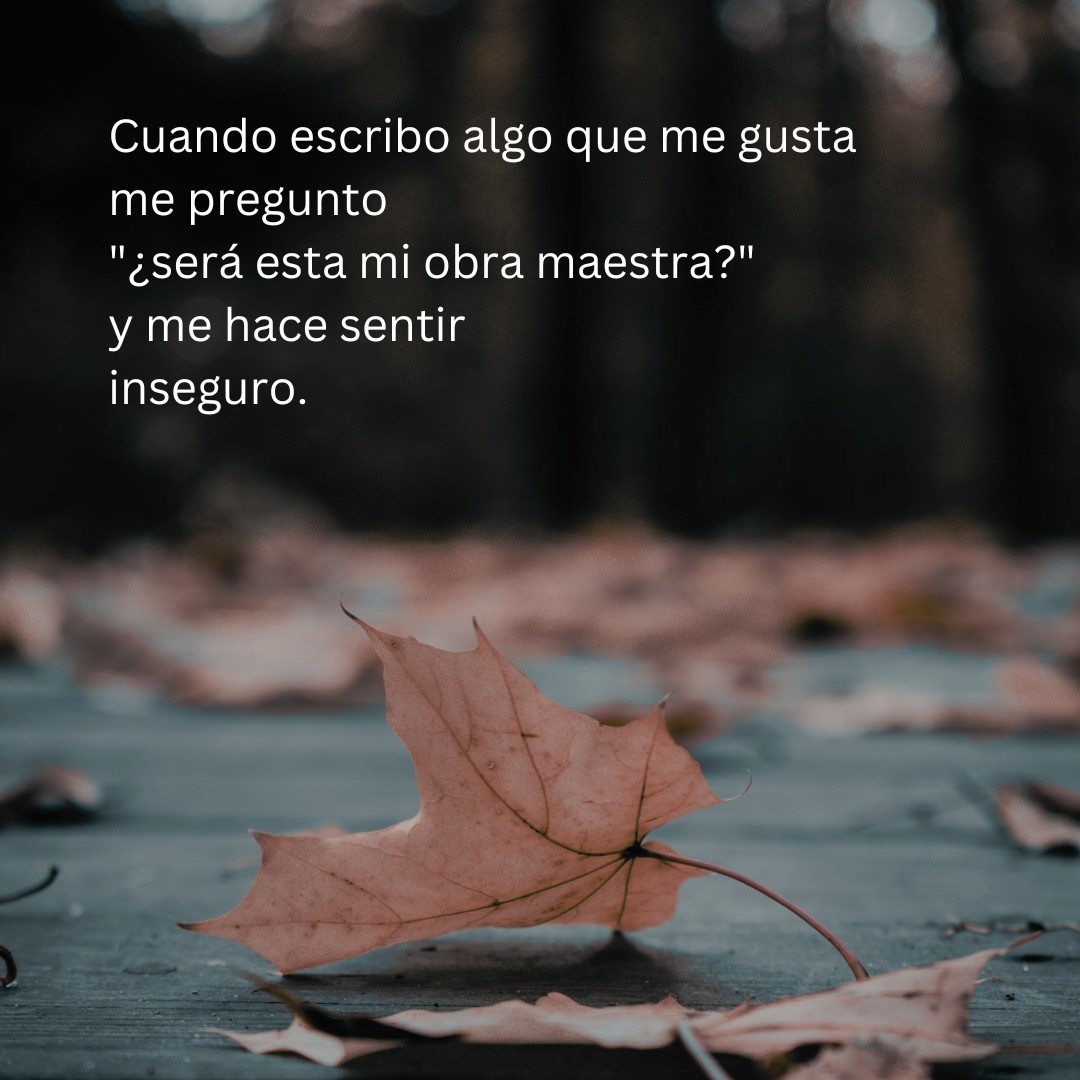 Cuando escribo algo que me gusta
me pregunto
"¿será esta mi obra maestra?"
y me hace sentir
inseguro.